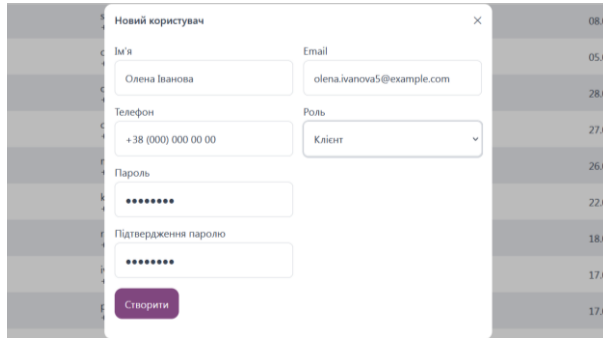 Новий користувач ×
Ім'я Email
Олена Іванова olena.ivanova5@example.com
Телефон Роль
+38 (000) 000 00 00 Клієнт
Пароль
••••••••
Підтвердження паролю
••••••••
Створити
08.
05.
28.
27.
26.
22.
18.
17.
17.